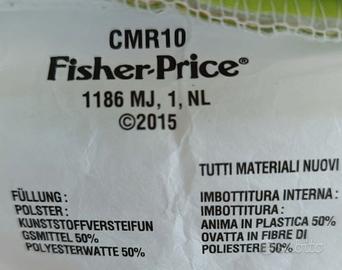 CMR10
Fisher-Price®
1186 MJ, 1, NL
©2015
TUTTI MATERIALI NUOVI
FÜLLUNG :
POLSTER :
KUNSTSTOFFVERSTEIFUN
GSMITTEL 50%
POLYESTERWATTE 50%
IMBOTTITURA INTERNA :
IMBOTTITURA :
ANIMA IN PLASTICA 50%
OVATTA IN FIBRE DI
POLIESTERE 50%